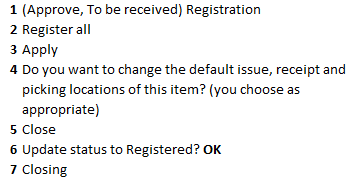 1 (Approve, To be received) Registration
2 Register all
3 Apply
4 Do you want to change the default issue, receipt and
picking locations of this item? (you choose as
appropriate)
5 Close
6 Update status to Registered? OK
7 Closing